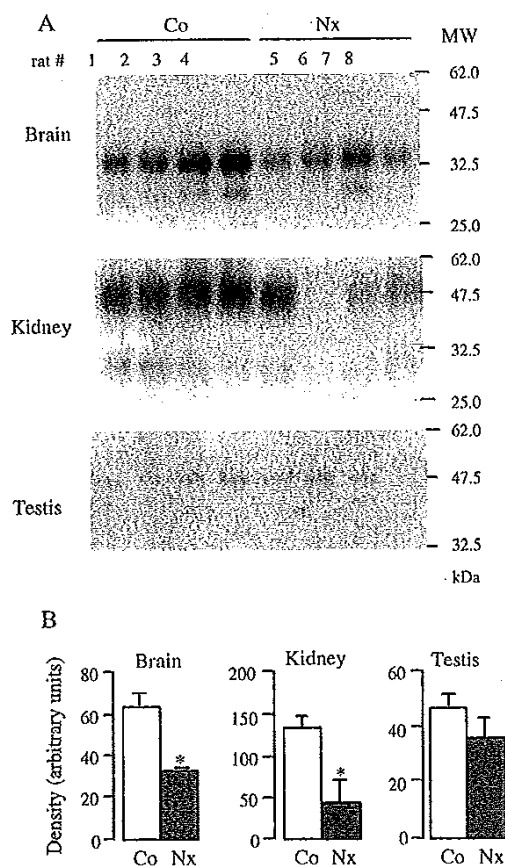 A
Co Nx MW
rat # 1 2 3 4 5 6 7 8
62.0
47.5
Brain
32.5
25.0
62.0
47.5
Kidney
32.5
25.0
62.0
47.5
Testis
32.5
kDa
B
Density (arbitrary units)
Brain
80
60
40
20
0
*
Co Nx
Kidney
200
150
100
50
0
*
Co Nx
Testis
60
40
20
0
Co Nx